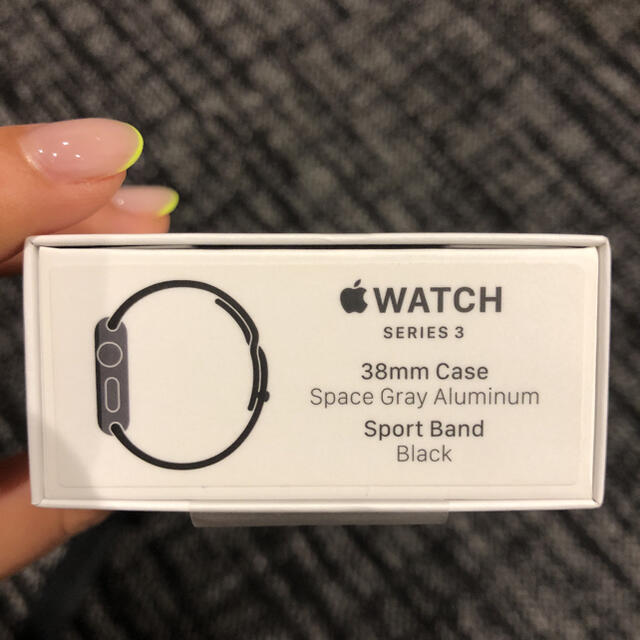 WATCH
SERIES 3
38mm Case
Space Gray Aluminum
Sport Band
Black